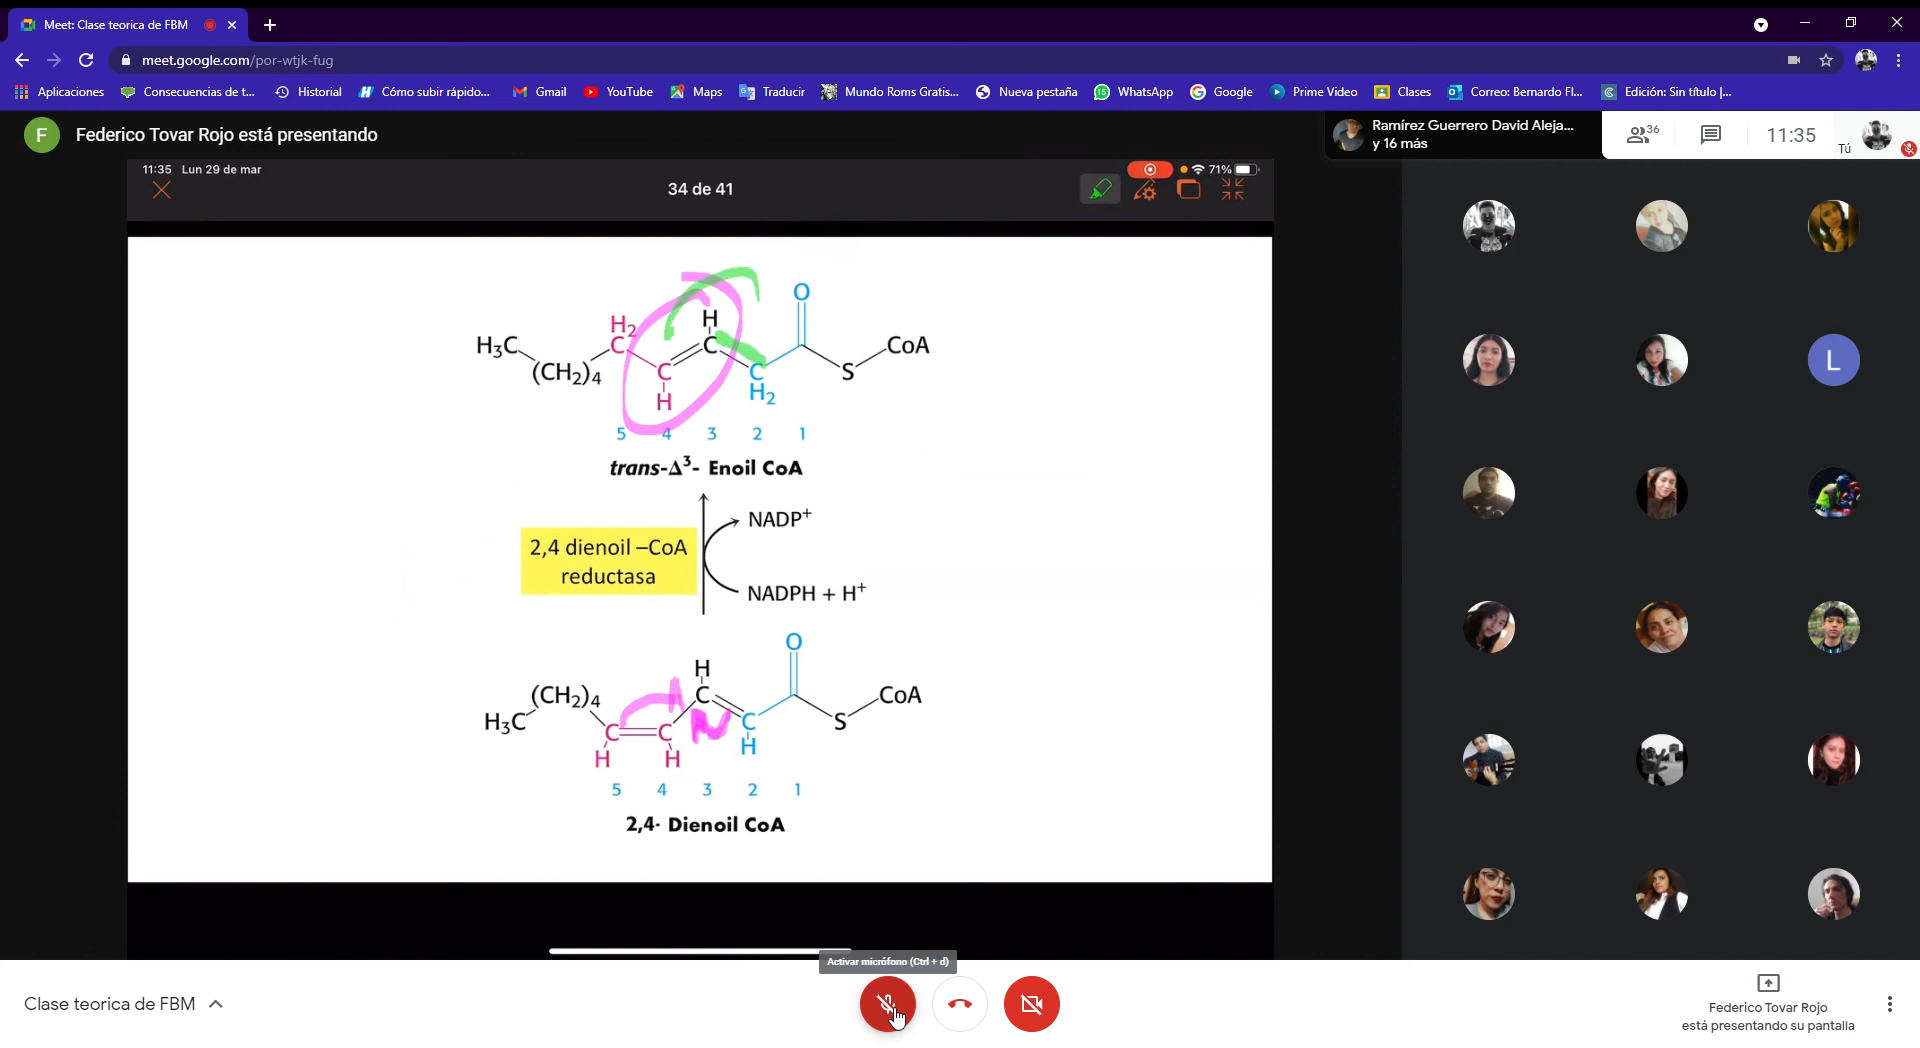 Meet: Clase teorica de FBM
meet.google.com/por-wtjk-fug
Aplicaciones
Consecuencias de t...
Historial
Cómo subir rápido...
Gmail
YouTube
Maps
Traducir
Mundo Roms Gratis...
Nueva pestaña
WhatsApp
Google
Prime Video
Clases
Correo: Bernardo Fl...
Edición: Sin título |...
F
Federico Tovar Rojo está presentando
Ramírez Guerrero David Aleja...
y 16 más
36
11:35
Tú
11:35 Lun 29 de mar
71%
34 de 41
O
H
H2
H3C
C
C
CoA
(CH2)4
C
C
S
H
H2
5 4 3 2 1
trans-Δ3- Enoil CoA
NADP+
2,4 dienoil –CoA
reductasa
NADPH + H+
O
H
(CH2)4
C
CoA
H3C
C
C
C
S
H
H
H
5 4 3 2 1
2,4- Dienoil CoA
L
Activar micrófono (Ctrl + d)
Clase teorica de FBM
Federico Tovar Rojo
está presentando su pantalla